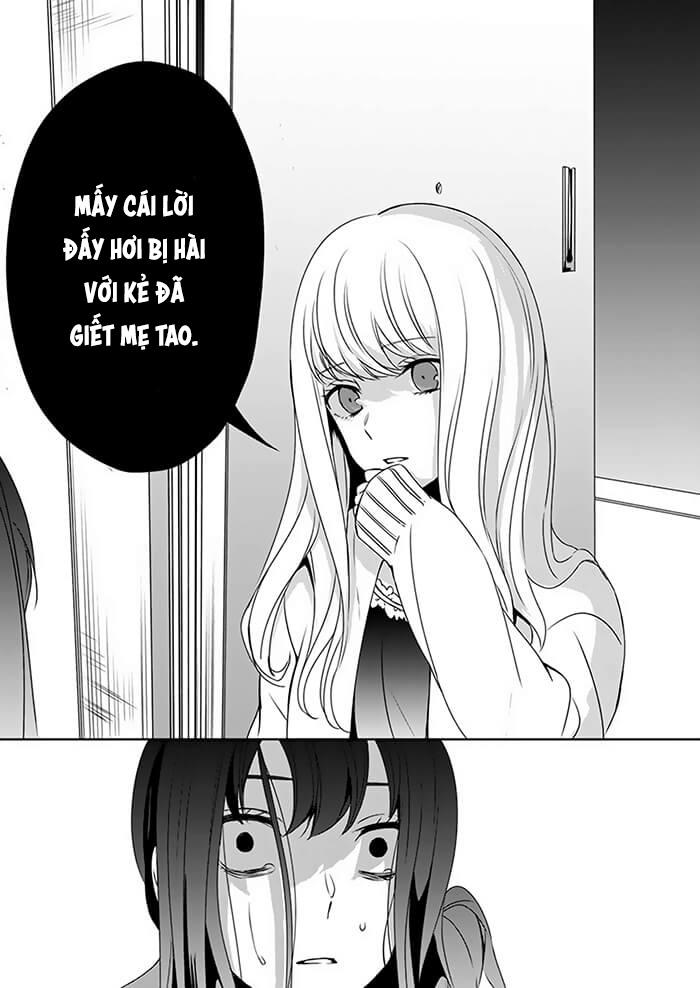 MẤY CÁI LỜI
ĐẤY HƠI BỊ HÀI
VỚI KẺ ĐÃ
GIẾT MẸ TAO.